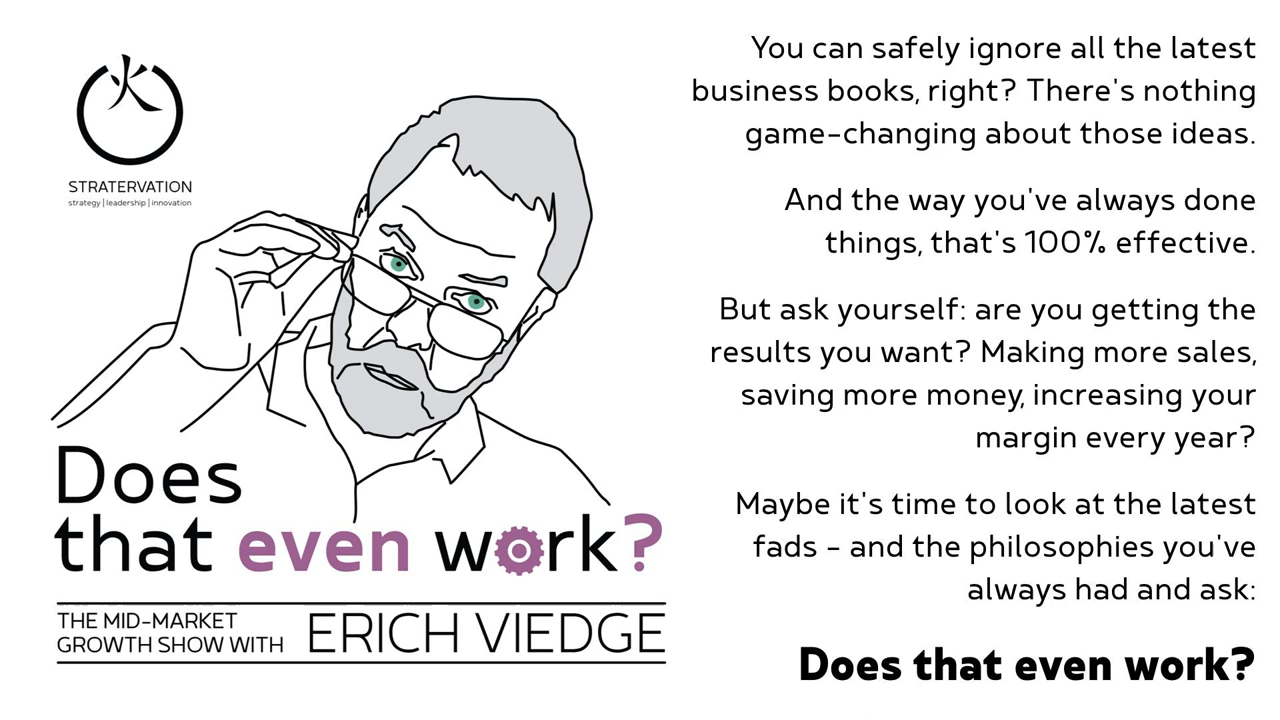 火
STRATERVATION
strategy | leadership | innovation
Does
that even work?
THE MID-MARKET
GROWTH SHOW WITH
ERICH VIEDGE
You can safely ignore all the latest
business books, right? There's nothing
game-changing about those ideas.
And the way you've always done
things, that's 100% effective.
But ask yourself: are you getting the
results you want? Making more sales,
saving more money, increasing your
margin every year?
Maybe it's time to look at the latest
fads - and the philosophies you've
always had and ask:
Does that even work?